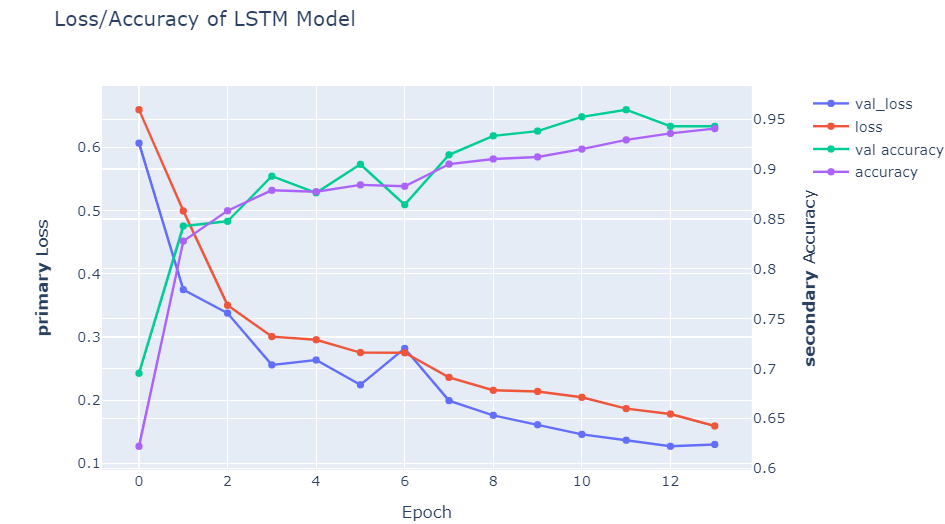 Loss/Accuracy of LSTM Model
val_loss
loss
val accuracy
accuracy
primary Loss
0.6
0.5
0.4
0.3
0.2
0.1
0.95
0.9
0.85
0.8
0.75
0.7
0.65
0.6
secondary Accuracy
0 2 4 6 8 10 12
Epoch